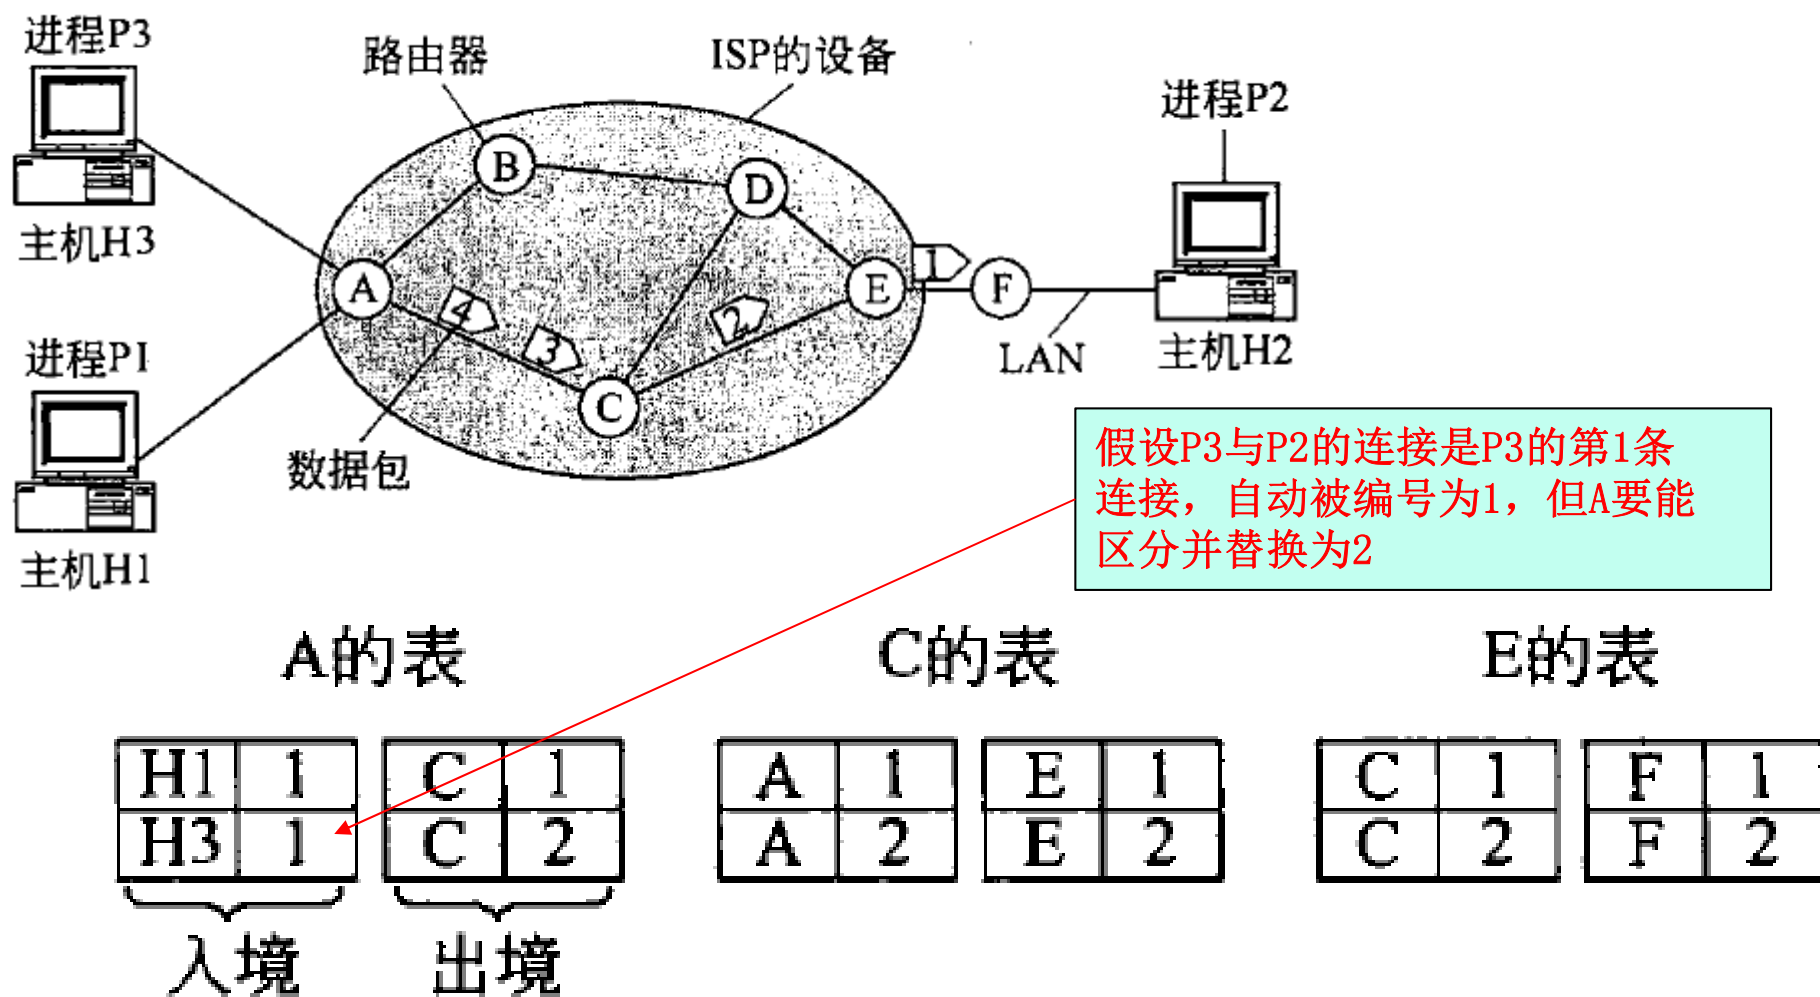 进程P3
路由器
ISP的设备
进程P2
B
D
主机H3
A
E
1
F
4
2
3
进程P1
LAN
主机H2
C
数据包
主机H1
假设P3与P2的连接是P3的第1条
连接，自动被编号为1，但A要能
区分并替换为2
A的表
C的表
E的表
H1 1 C 1
H3 1 C 2
A 1 E 1
A 2 E 2
C 1 F 1
C 2 F 2
入境
出境